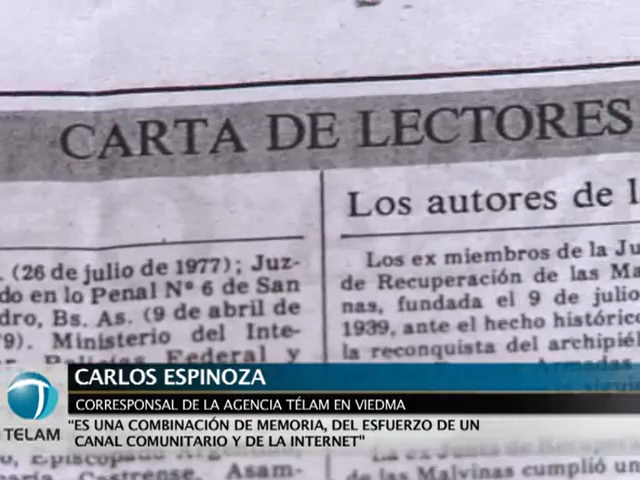 CARTA DE LECTORES
. (26 de julio de 1977); Juz-
do en lo Penal Nº 6 de San
dro, Bs. As. (9 de abril de
9). Ministerio del Inte-
Federal y
Los autores de l
Los ex miembros de la Ju
de Recuperación de las Ma
nas, fundada el 9 de julio
1939, ante el hecho histórico
la reconquista del archipiél
Armadas
CARLOS ESPINOZA
CORRESPONSAL DE LA AGENCIA TÉLAM EN VIEDMA
"ES UNA COMBINACIÓN DE MEMORIA, DEL ESFUERZO DE UN
CANAL COMUNITARIO Y DE LA INTERNET"
TELAM
Castrense, Asam-
de las Malvinas cumplió un